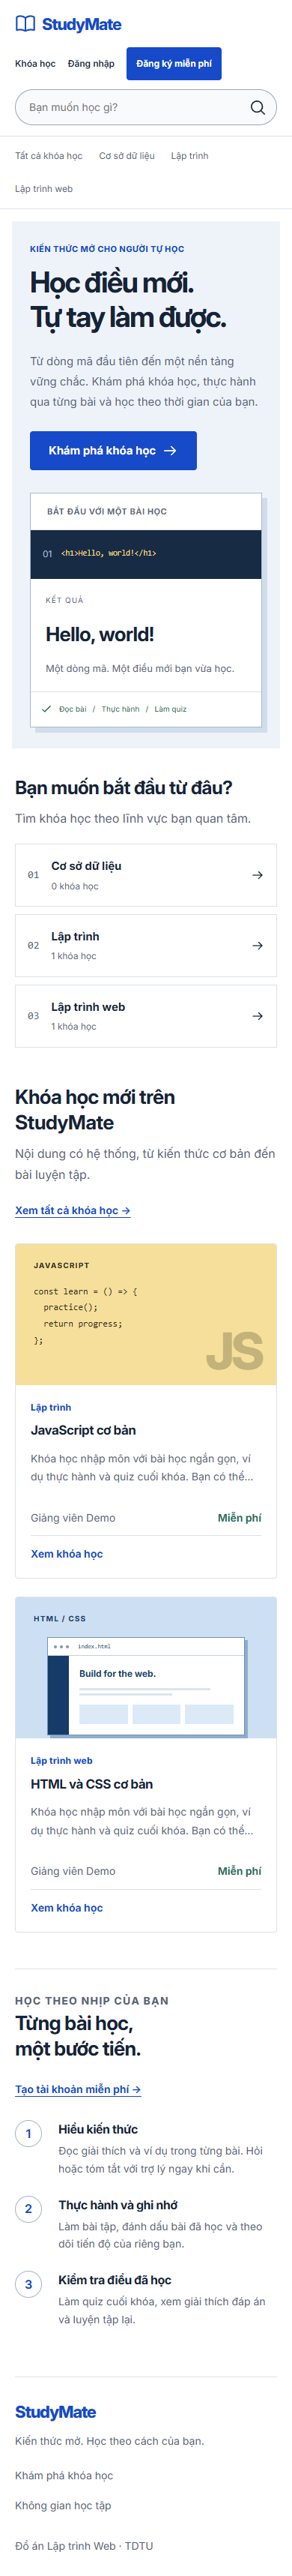 StudyMate
Khóa học Đăng nhập Đăng ký miễn phí
Bạn muốn học gì?
Tất cả khóa học Cơ sở dữ liệu Lập trình
Lập trình web
KIẾN THỨC MỞ CHO NGƯỜI TỰ HỌC
Học điều mới.
Tự tay làm được.
Từ dòng mã đầu tiên đến một nền tảng
vững chắc. Khám phá khóa học, thực hành
qua từng bài và học theo thời gian của bạn.
Khám phá khóa học →
BẮT ĐẦU VỚI MỘT BÀI HỌC
01 <h1>Hello, world!</h1>
KẾT QUẢ
Hello, world!
Một dòng mã. Một điều mới bạn vừa học.
Đọc bài / Thực hành / Làm quiz
Bạn muốn bắt đầu từ đâu?
Tìm khóa học theo lĩnh vực bạn quan tâm.
01 Cơ sở dữ liệu →
0 khóa học
02 Lập trình →
1 khóa học
03 Lập trình web →
1 khóa học
Khóa học mới trên
StudyMate
Nội dung có hệ thống, từ kiến thức cơ bản đến
bài luyện tập.
Xem tất cả khóa học →
JAVASCRIPT
const learn = () => {
practice();
return progress;
};
JS
Lập trình
JavaScript cơ bản
Khóa học nhập môn với bài học ngắn gọn, ví
dụ thực hành và quiz cuối khóa. Bạn có thể...
Giảng viên Demo Miễn phí
Xem khóa học
HTML / CSS
index.html
Build for the web.
Lập trình web
HTML và CSS cơ bản
Khóa học nhập môn với bài học ngắn gọn, ví
dụ thực hành và quiz cuối khóa. Bạn có thể...
Giảng viên Demo Miễn phí
Xem khóa học
HỌC THEO NHỊP CỦA BẠN
Từng bài học,
một bước tiến.
Tạo tài khoản miễn phí →
1 Hiểu kiến thức
Đọc giải thích và ví dụ trong từng bài. Hỏi
hoặc tóm tắt với trợ lý ngay khi cần.
2 Thực hành và ghi nhớ
Làm bài tập, đánh dấu bài đã học và theo
dõi tiến độ của riêng bạn.
3 Kiểm tra điều đã học
Làm quiz cuối khóa, xem giải thích đáp án
và luyện tập lại.
StudyMate
Kiến thức mở. Học theo cách của bạn.
Khám phá khóa học
Không gian học tập
Đồ án Lập trình Web · TDTU